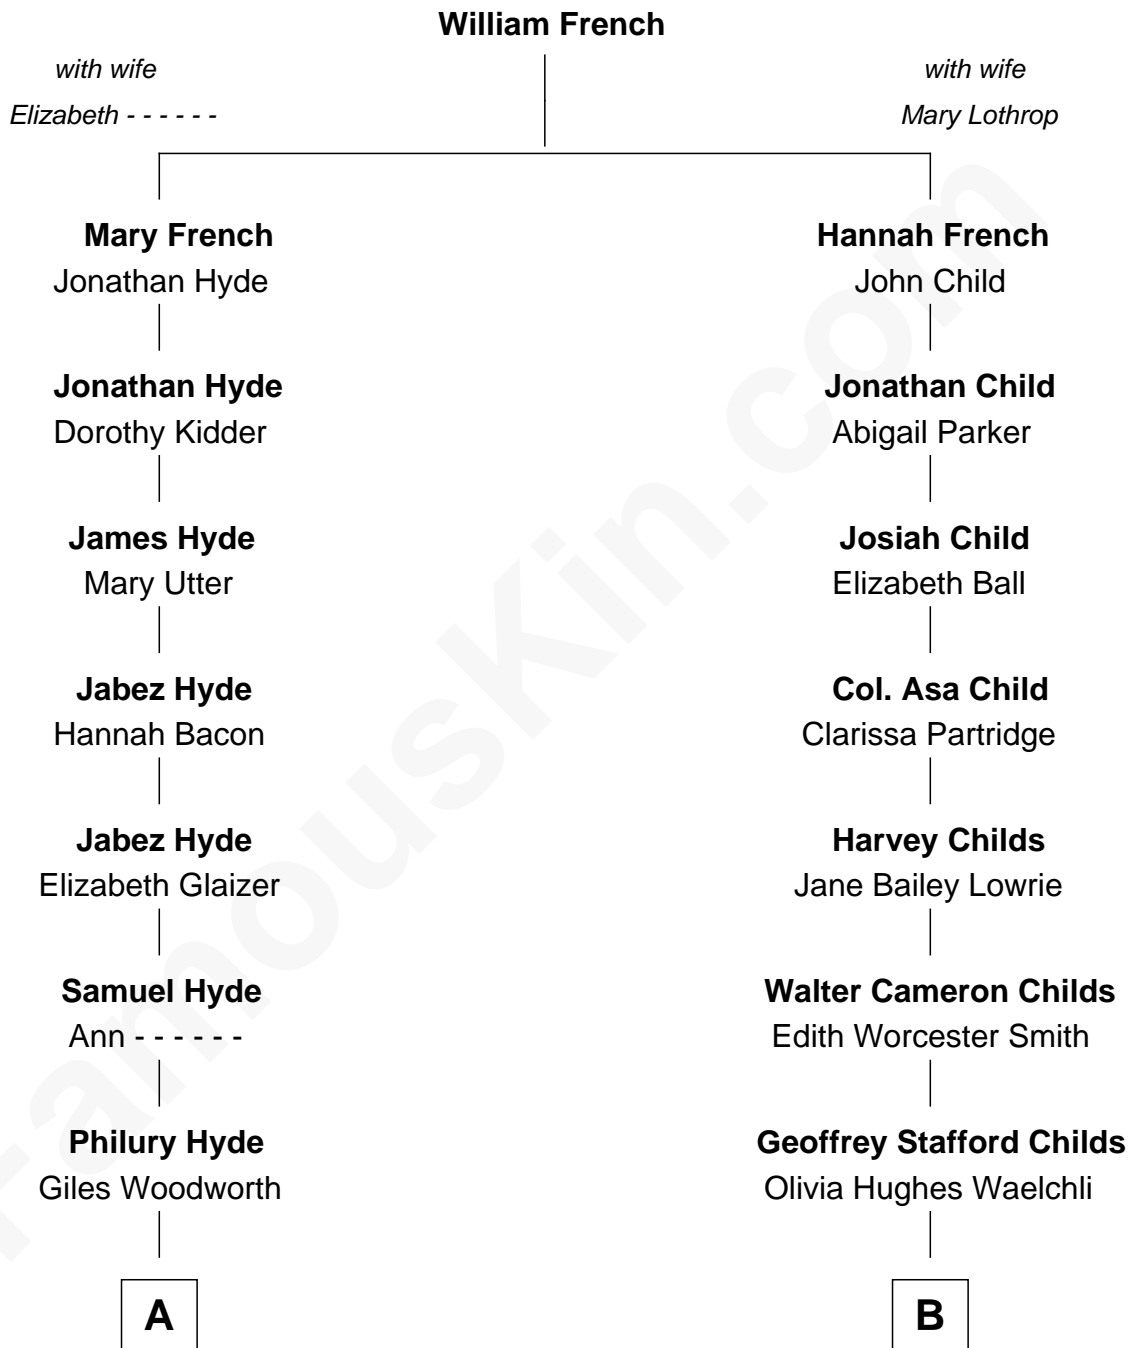 William French
with wife
Elizabeth - - - - - -
with wife
Mary Lothrop
Mary French
Jonathan Hyde
Hannah French
John Child
Jonathan Hyde
Dorothy Kidder
Jonathan Child
Abigail Parker
James Hyde
Mary Utter
Josiah Child
Elizabeth Ball
Jabez Hyde
Hannah Bacon
Col. Asa Child
Clarissa Partridge
Jabez Hyde
Elizabeth Glaizer
Harvey Childs
Jane Bailey Lowrie
Samuel Hyde
Ann - - - - - -
Walter Cameron Childs
Edith Worcester Smith
Philury Hyde
Giles Woodworth
Geoffrey Stafford Childs
Olivia Hughes Waelchli
A
B
FamousKin.com